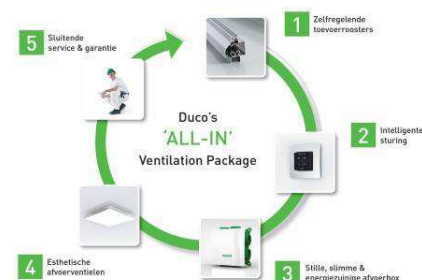 5
Sluitende
service & garantie
1
Zelfregelende
toevoerroosters
Duco's
'ALL-IN'
Ventilation Package
2
Intelligente
sturing
4
Esthetische
afvoerventielen
3
Stille, slimme &
energiezuinige afvoerbox